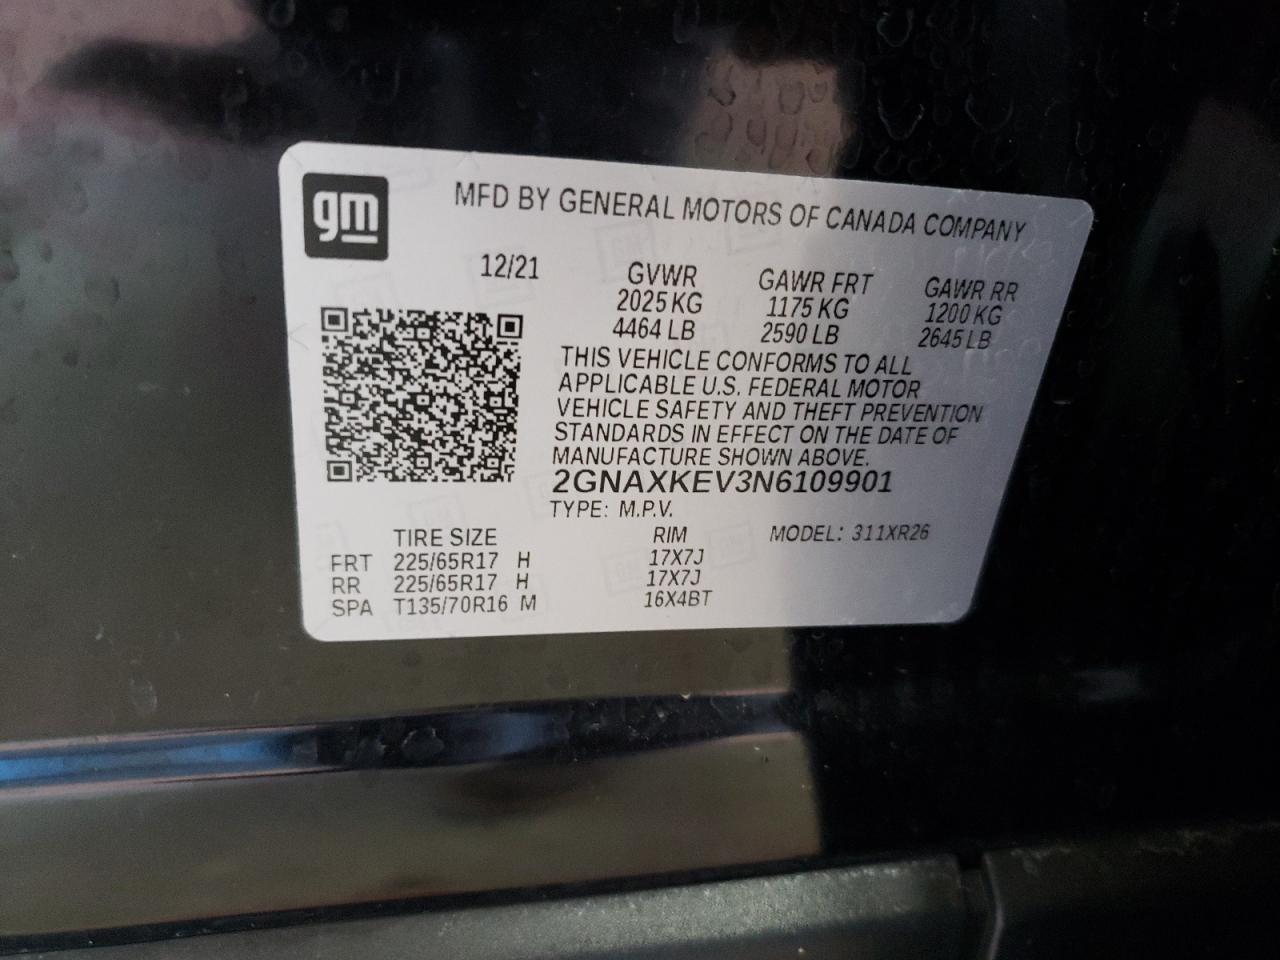 gm
MFD BY GENERAL MOTORS OF CANADA COMPANY
12/21
GVWR GAWR FRT GAWR RR
2025 KG 1175 KG 1200 KG
4464 LB 2590 LB 2645 LB
THIS VEHICLE CONFORMS TO ALL
APPLICABLE U.S. FEDERAL MOTOR
VEHICLE SAFETY AND THEFT PREVENTION
STANDARDS IN EFFECT ON THE DATE OF
MANUFACTURE SHOWN ABOVE.
2GNAXKEV3N6109901
TYPE: M.P.V.
TIRE SIZE RIM MODEL: 311XR26
FRT 225/65R17 H 17X7J
RR 225/65R17 H 17X7J
SPA T135/70R16 M 16X4BT